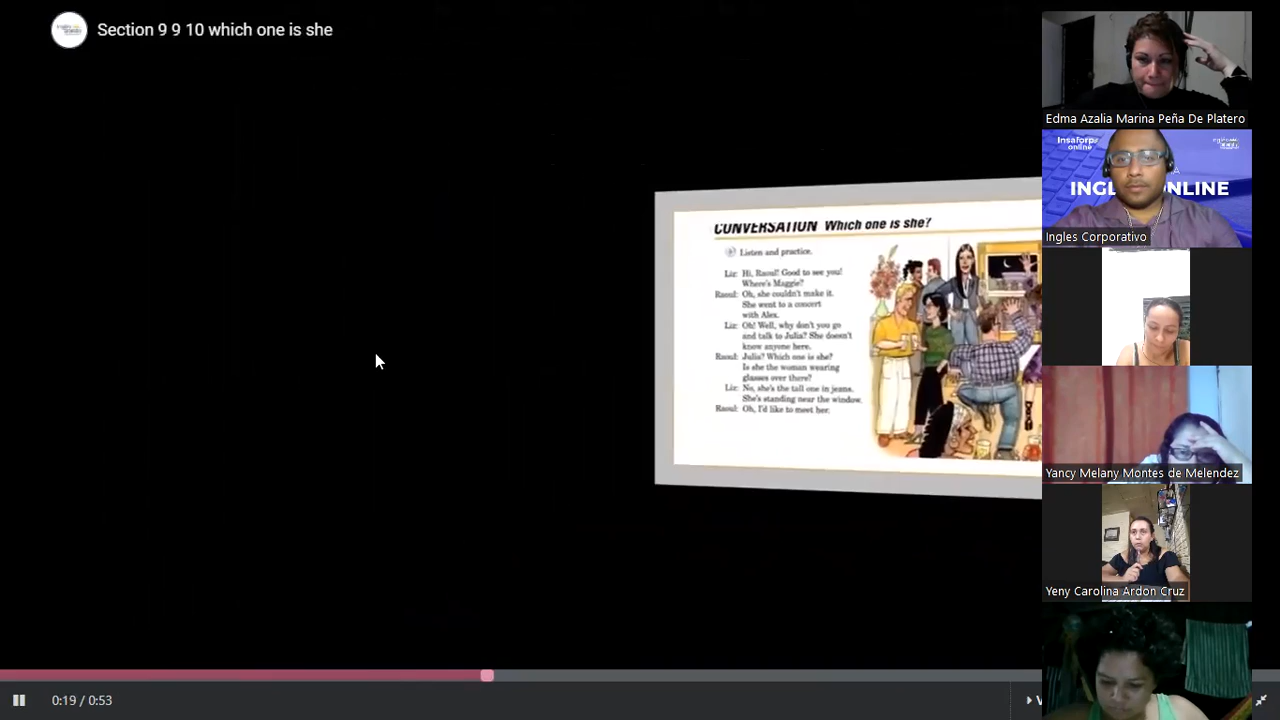 Section 9 9 10 which one is she
CONVERSATION Which one is she?
Listen and practice.
Liz: Hi, Raoul! Good to see you!
Where's Maggie?
Raoul: Oh, she couldn't make it.
She went to a concert
with Alex.
Liz: Oh! Well, why don't you go
and talk to Julia? She doesn't
know anyone here.
Raoul: Julia? Which one is she?
Is she the woman wearing
glasses over there?
Liz: No, she's the tall one in jeans.
She's standing near the window.
Raoul: Oh, I'd like to meet her.
0:19 / 0:53
Edma Azalia Marina Peña De Platero
Insaforp
online
INGL ONLINE
Ingles Corporativo
Yancy Melany Montes de Melendez
Yeny Carolina Ardon Cruz